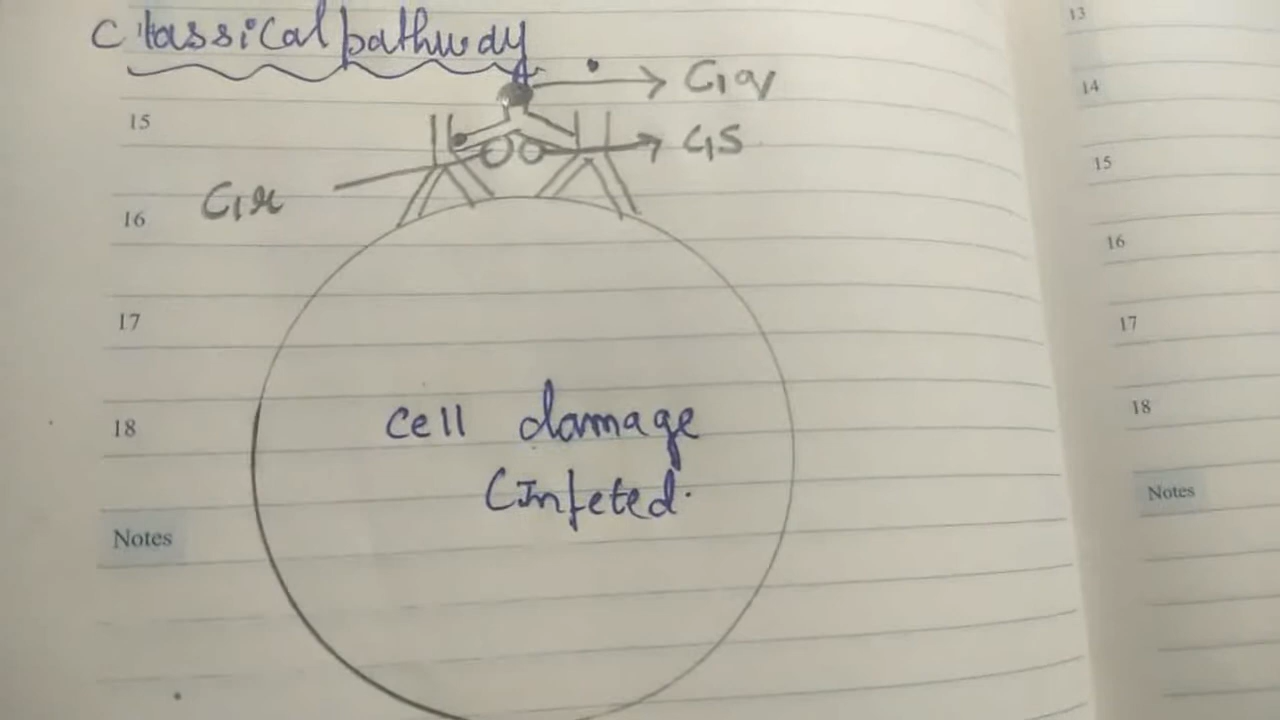 Classical pathway
C1q
C1s
C1r
cell damage
(Infeted.
15
16
17
18
Notes
13
14
15
16
17
18
Notes